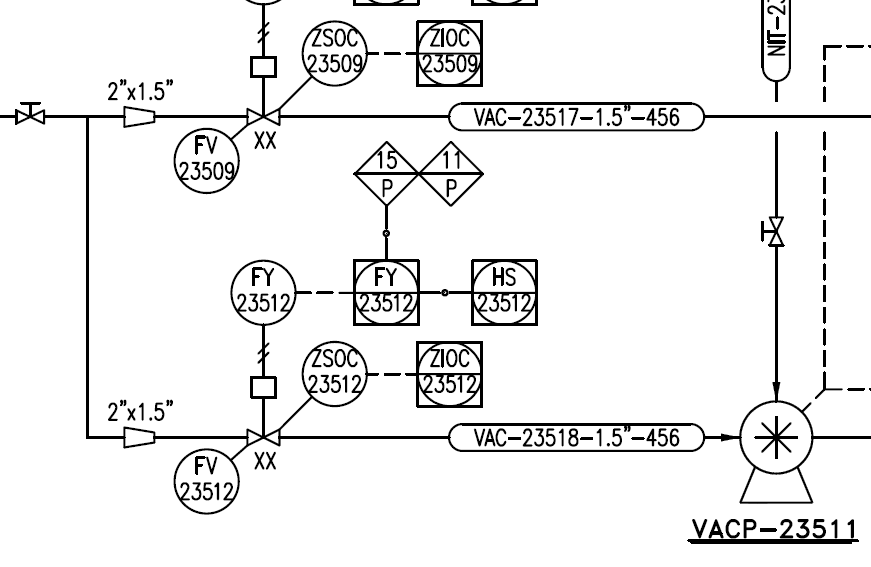 ZSOC
23509
ZIOC
23509
NIT-23
2"x1.5"
FV
23509
XX
VAC-23517-1.5"-456
15
P
11
P
FY
23512
FY
23512
HS
23512
ZSOC
23512
ZIOC
23512
2"x1.5"
FV
23512
XX
VAC-23518-1.5"-456
VACP-23511